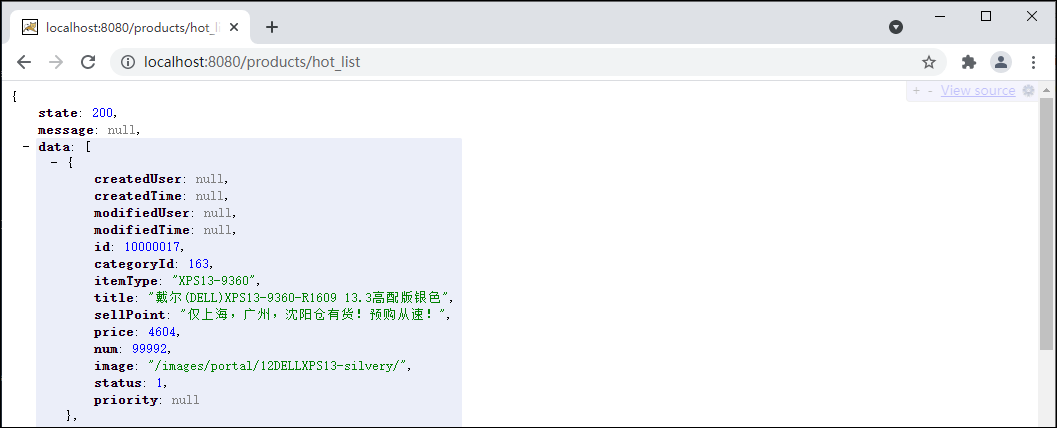 localhost:8080/products/hot_l
localhost:8080/products/hot_list
+ - View source
{
state: 200,
message: null,
- data: [
- {
createdUser: null,
createdTime: null,
modifiedUser: null,
modifiedTime: null,
id: 10000017,
categoryId: 163,
itemType: "XPS13-9360",
title: "戴尔(DELL)XPS13-9360-R1609 13.3高配版银色",
sellPoint: "仅上海，广州，沈阳仓有货！预购从速！",
price: 4604,
num: 99992,
image: "/images/portal/12DELLXPS13-silvery/",
status: 1,
priority: null
},